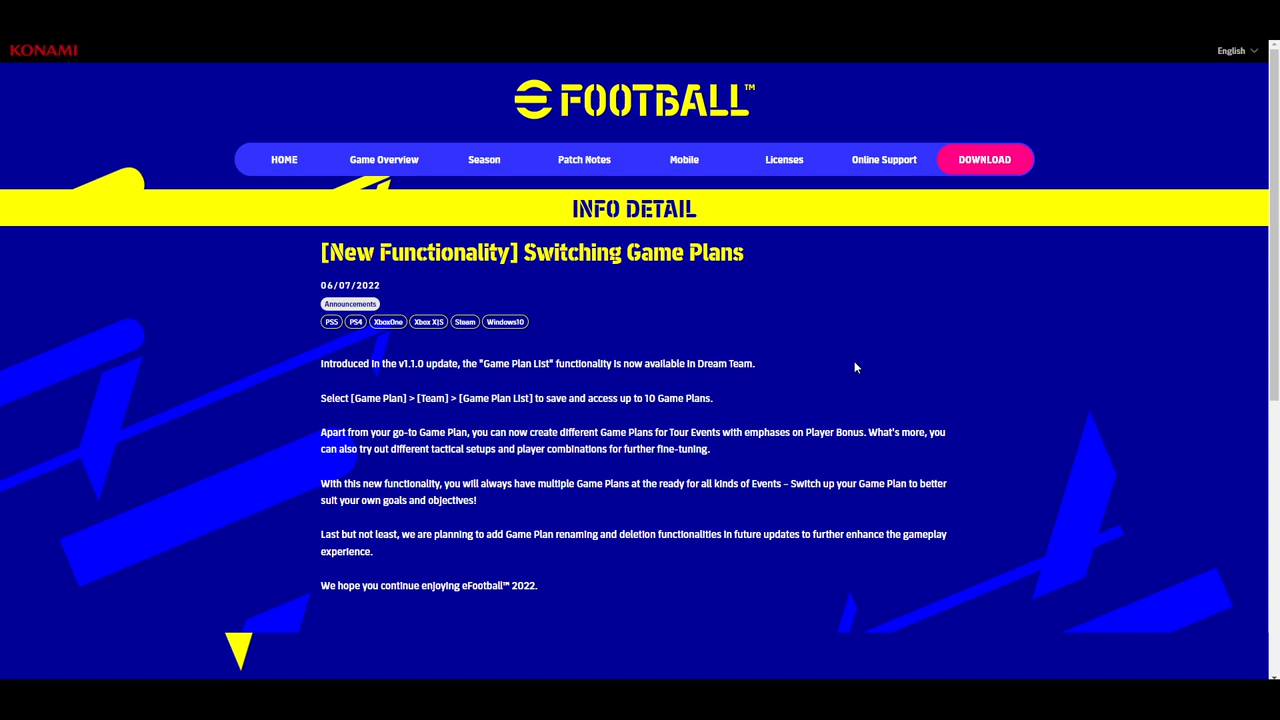 KONAMI
English
FOOTBALL™
HOME Game Overview Season Patch Notes Mobile Licenses Online Support DOWNLOAD
INFO DETAIL
[New Functionality] Switching Game Plans
06/07/2022
Announcements
PS5 PS4 XboxOne Xbox X|S Steam Windows10
Introduced in the v1.1.0 update, the "Game Plan List" functionality is now available in Dream Team.
Select [Game Plan] > [Team] > [Game Plan List] to save and access up to 10 Game Plans.
Apart from your go-to Game Plan, you can now create different Game Plans for Tour Events with emphases on Player Bonus. What's more, you
can also try out different tactical setups and player combinations for further fine-tuning.
With this new functionality, you will always have multiple Game Plans at the ready for all kinds of Events – Switch up your Game Plan to better
suit your own goals and objectives!
Last but not least, we are planning to add Game Plan renaming and deletion functionalities in future updates to further enhance the gameplay
experience.
We hope you continue enjoying eFootball™ 2022.